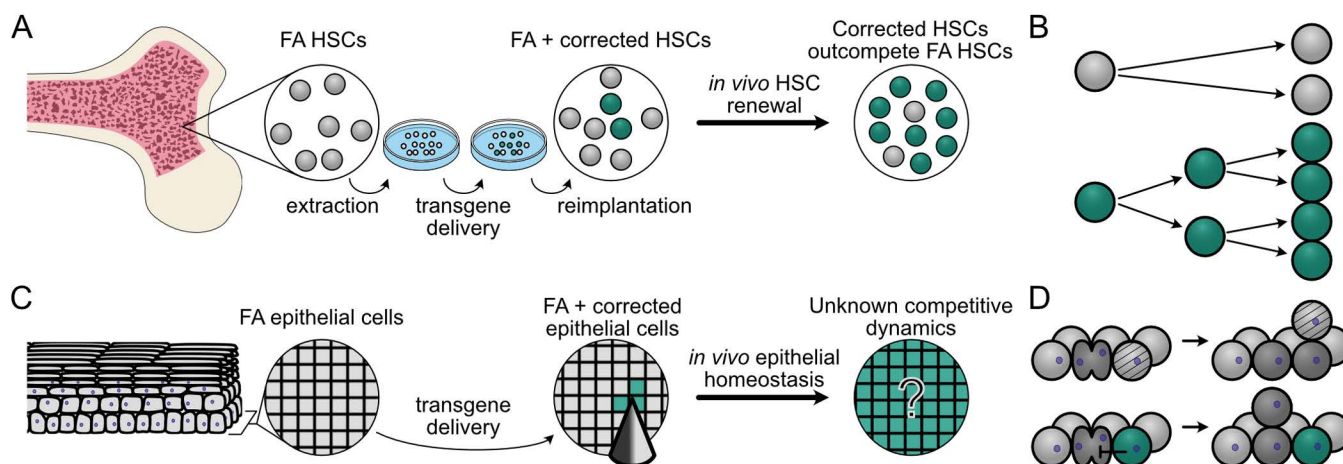 A
FA HSCs
extraction
transgene
delivery
FA + corrected HSCs
reimplantation
in vivo HSC
renewal
Corrected HSCs
outcompete FA HSCs
B
C
FA epithelial cells
transgene
delivery
FA + corrected
epithelial cells
in vivo epithelial
homeostasis
Unknown competitive
dynamics
?
D